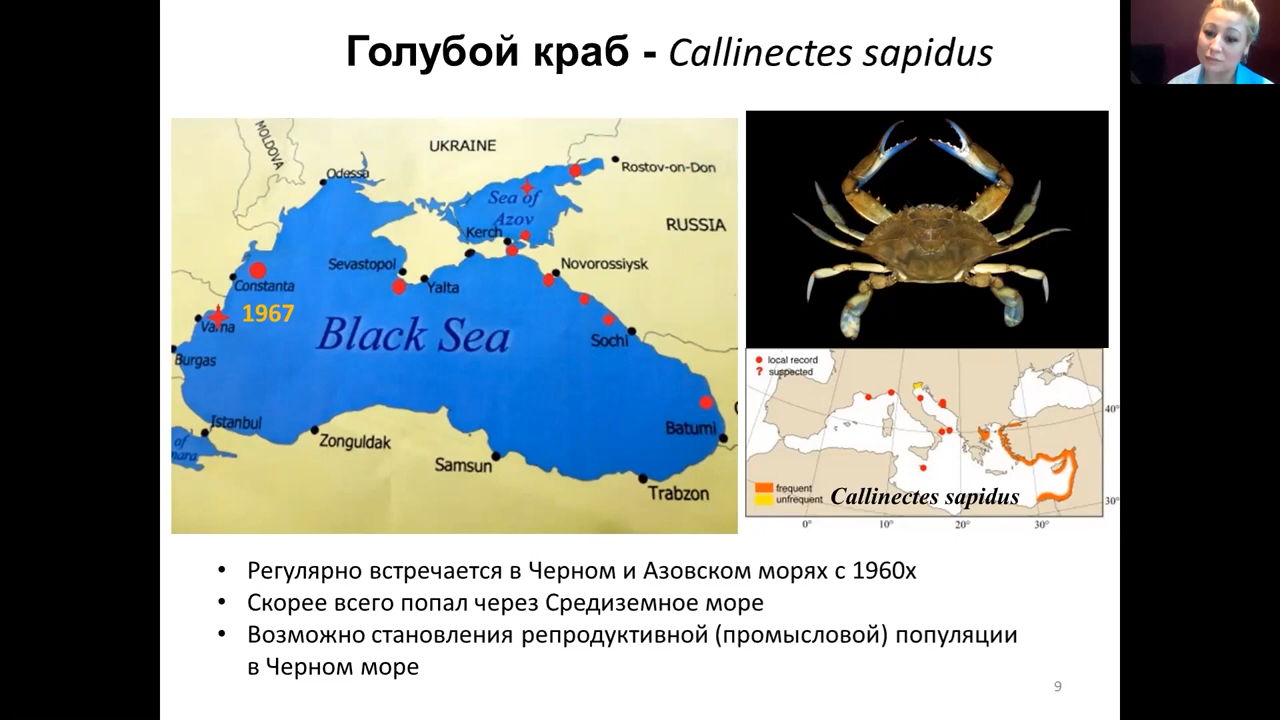 Голубой краб - Callinectes sapidus
MOLDOVA
UKRAINE
Odessa
Rostov-on-Don
Sea of
Azov
RUSSIA
Kerch
Sevastopol
Novorossiysk
Constanta
Yalta
1967
Varna
Black Sea
Sochi
Burgas
Istanbul
Batumi
of
mara
Zonguldak
Samsun
Trabzon
local record
? suspected
40°
frequent
unfrequent
Callinectes sapidus
30°
0°
10°
20°
30°
• Регулярно встречается в Черном и Азовском морях с 1960х
• Скорее всего попал через Средиземное море
• Возможно становления репродуктивной (промысловой) популяции
в Черном море
9